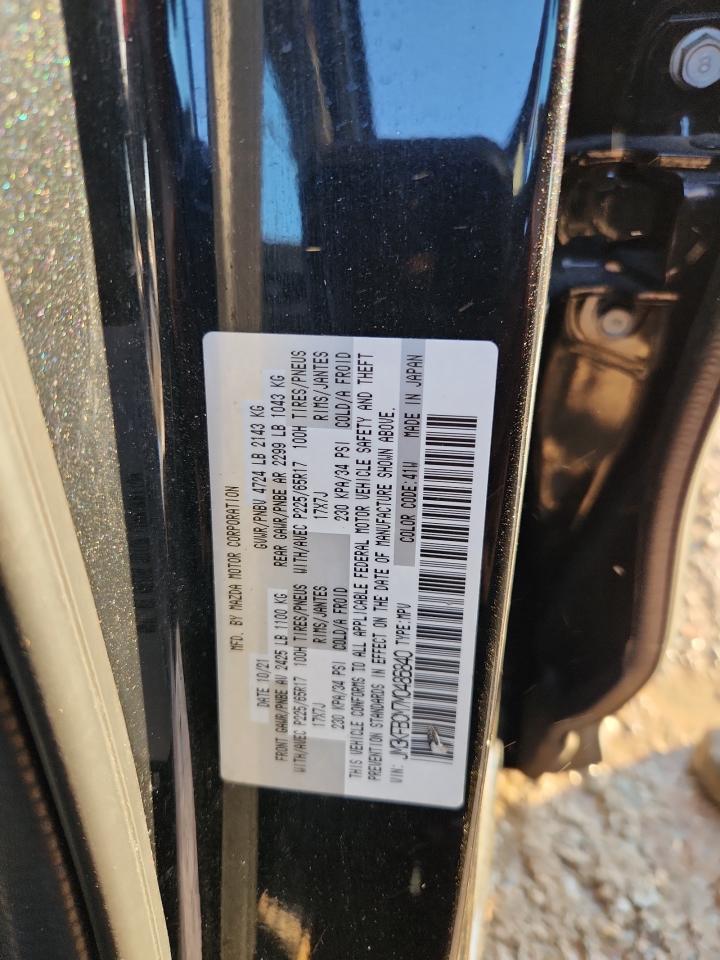 MFD. BY MAZDA MOTOR CORPORATION
DATE 10/21 GVWR/PNBV 4724 LB 2143 KG
FRONT GAWR/PNBE AV 2425 LB 1100 KG REAR GAWR/PNBE AR 2299 LB 1043 KG
WITH/AVEC P225/65R17 100H TIRES/PNEUS WITH/AVEC P225/65R17 100H TIRES/PNEUS
17X7J RIMS/JANTES 17X7J RIMS/JANTES
230 KPA/34 PSI COLD/A FROID 230 KPA/34 PSI COLD/A FROID
THIS VEHICLE CONFORMS TO ALL APPLICABLE FEDERAL MOTOR VEHICLE SAFETY AND THEFT
PREVENTION STANDARDS IN EFFECT ON THE DATE OF MANUFACTURE SHOWN ABOVE.
VIN: JM3KFBCM7M0486840 TYPE:MPV COLOR CODE:41W MADE IN JAPAN
8